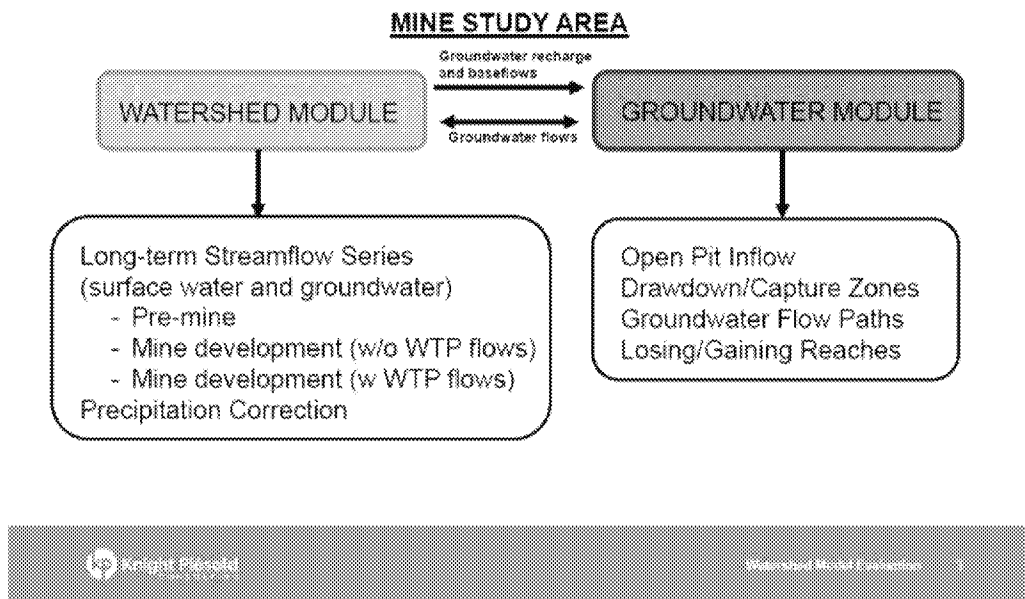 MINE STUDY AREA
Groundwater recharge
and baseflows
WATERSHED MODULE
GROUNDWATER MODULE
Groundwater flows
Long-term Streamflow Series
(surface water and groundwater)
- Pre-mine
- Mine development (w/o WTP flows)
- Mine development (w WTP flows)
Precipitation Correction
Open Pit Inflow
Drawdown/Capture Zones
Groundwater Flow Paths
Losing/Gaining Reaches
Knight Piésold
Watershed Model